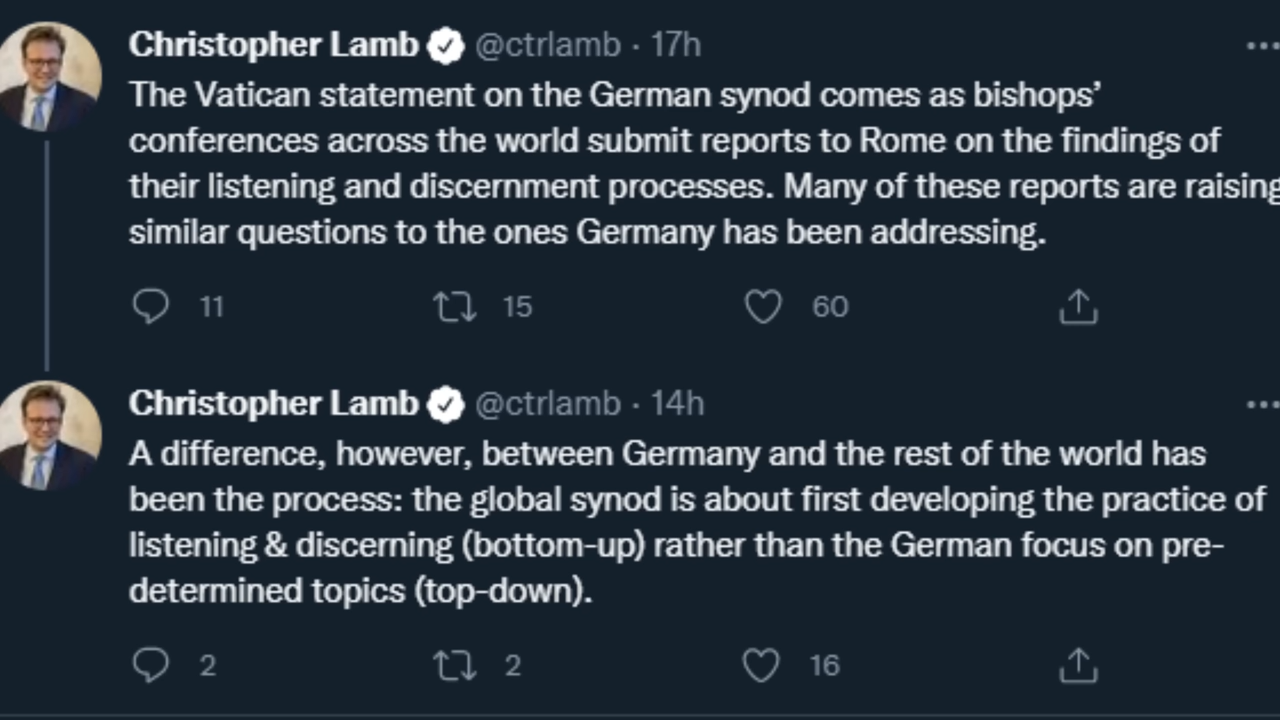 Christopher Lamb @ctrlamb · 17h
The Vatican statement on the German synod comes as bishops’
conferences across the world submit reports to Rome on the findings of
their listening and discernment processes. Many of these reports are raising
similar questions to the ones Germany has been addressing.
11 15 60
Christopher Lamb @ctrlamb · 14h
A difference, however, between Germany and the rest of the world has
been the process: the global synod is about first developing the practice of
listening & discerning (bottom-up) rather than the German focus on pre-
determined topics (top-down).
2 2 16